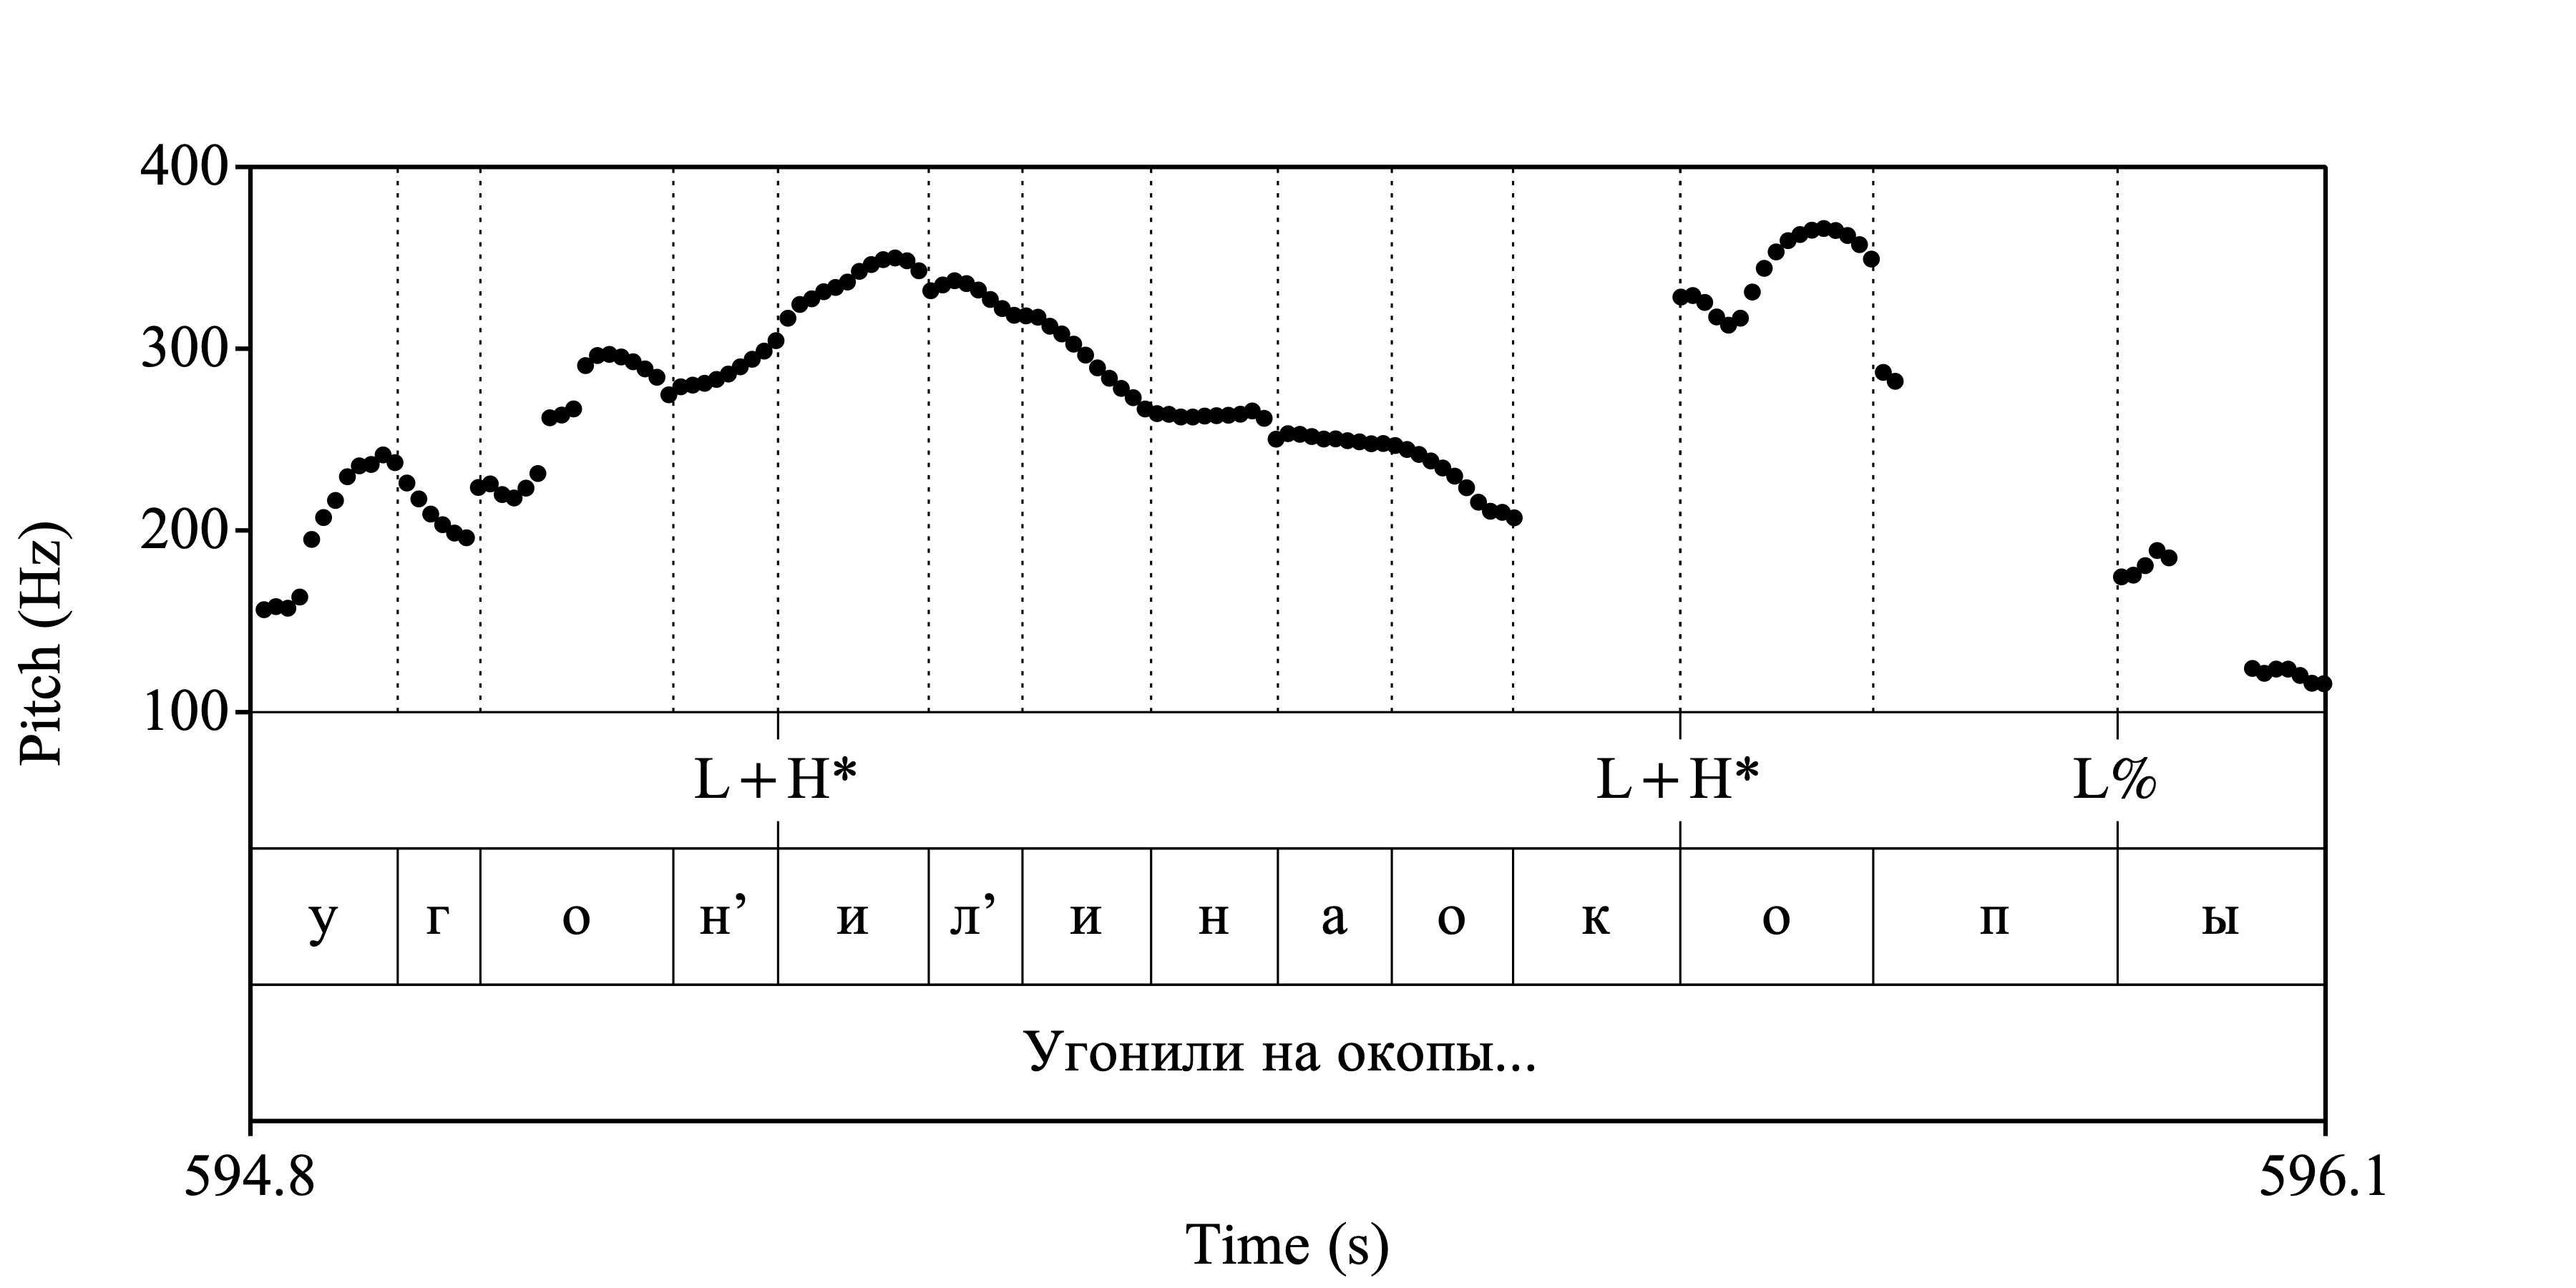 400
300
200
100
Pitch (Hz)
L+H* L+H* L%
у г о н’ и л’ и н а о к о п ы
Угонили на окопы...
594.8 596.1
Time (s)